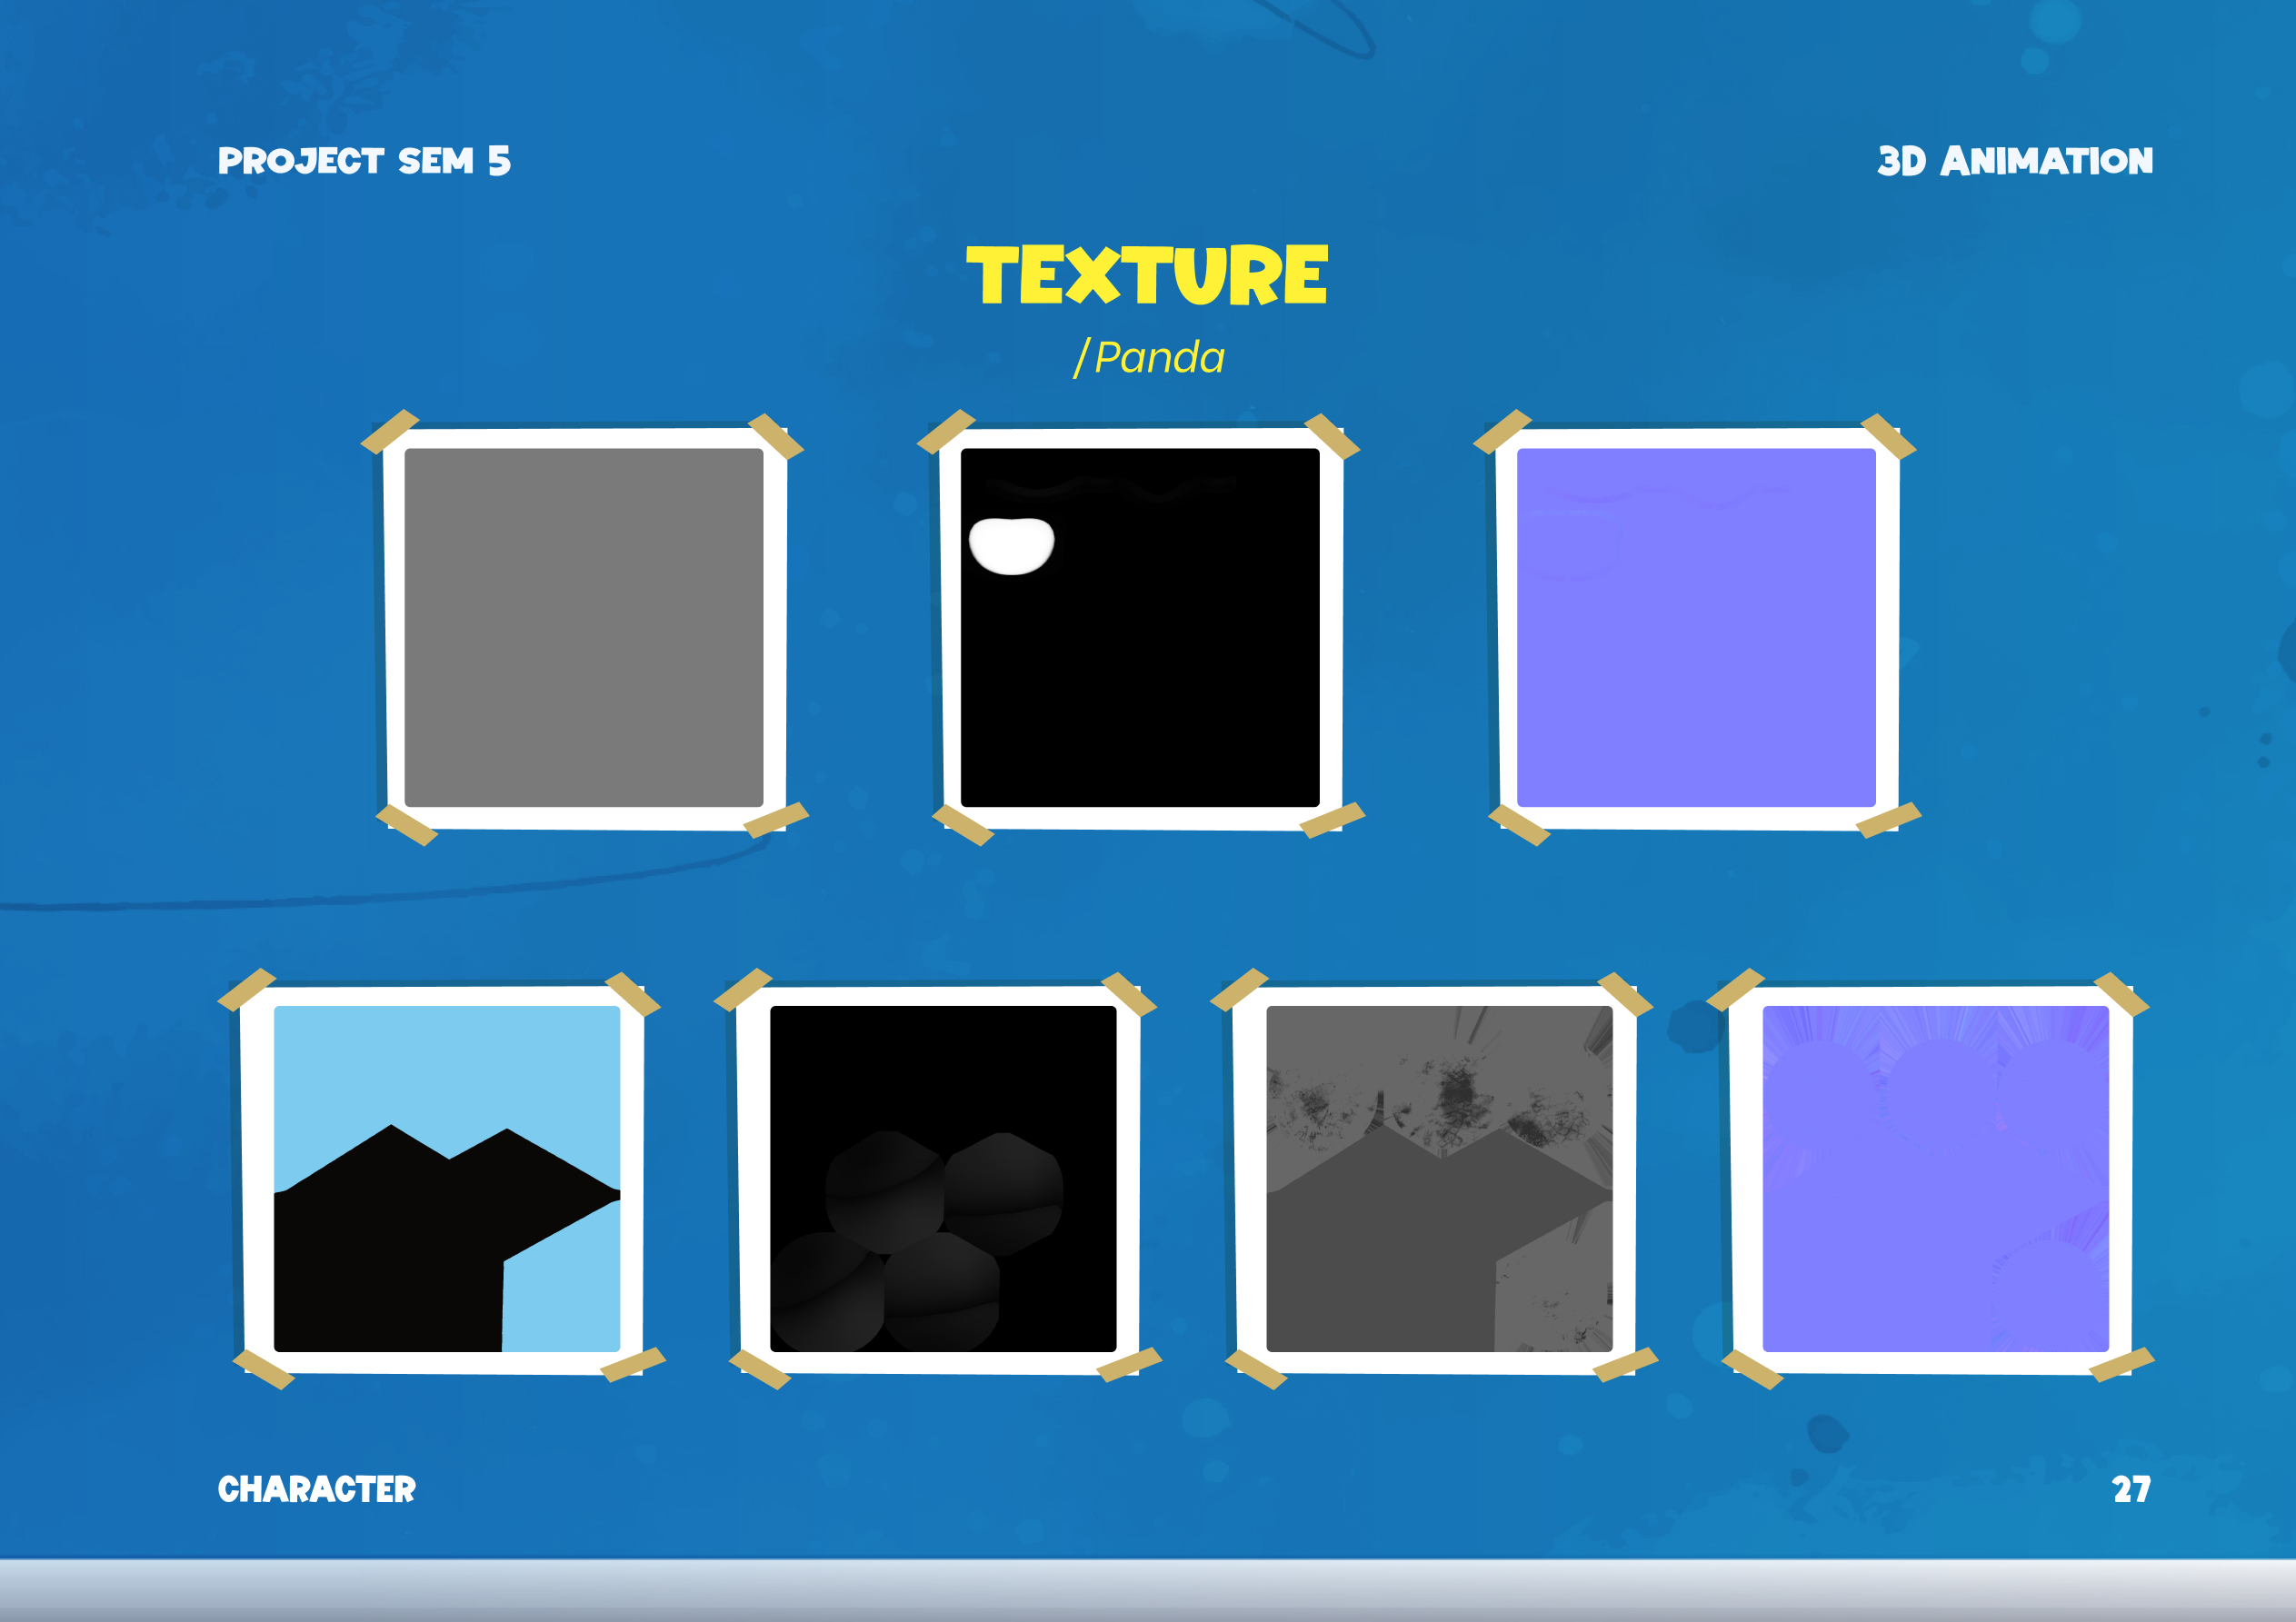 PROJECT SEM 5
3D ANIMATION
TEXTURE
/Panda
CHARACTER
27